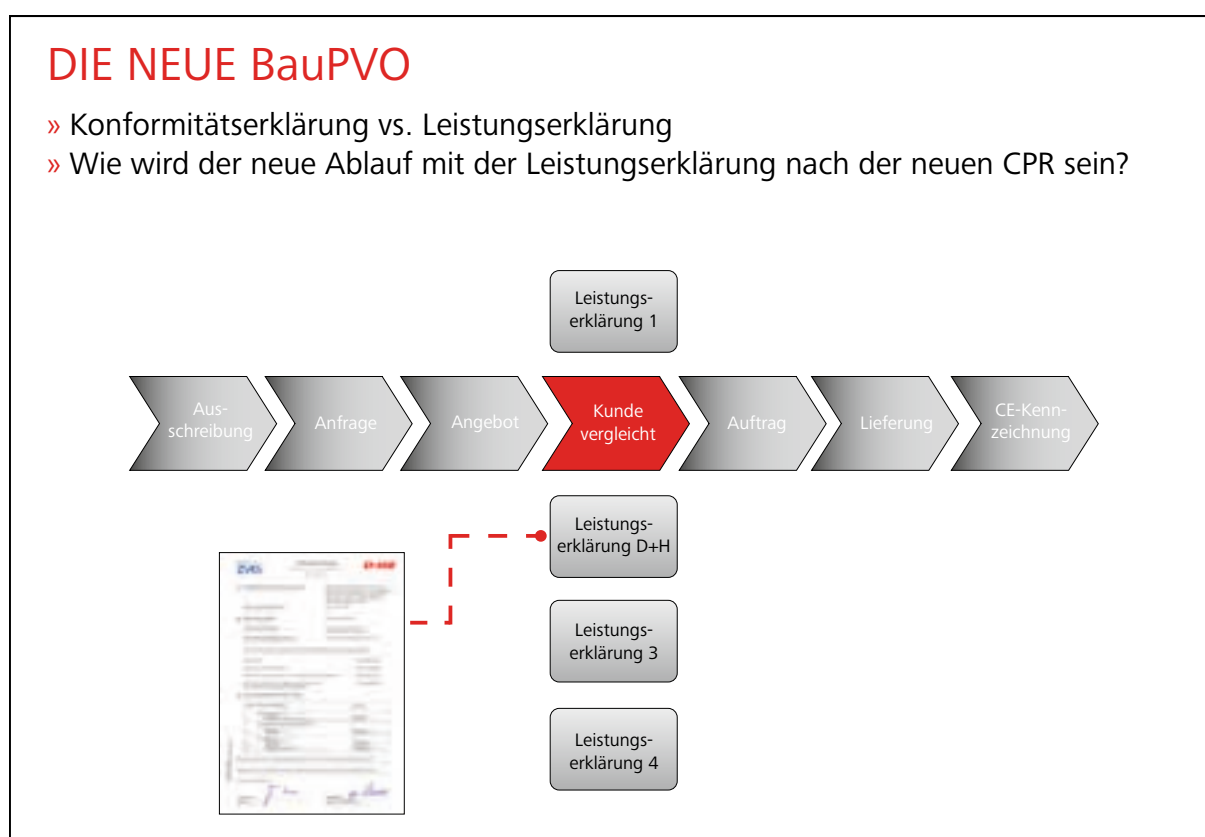 DIE NEUE BauPVO
» Konformitätserklärung vs. Leistungserklärung
» Wie wird der neue Ablauf mit der Leistungserklärung nach der neuen CPR sein?
Leistungs-
erklärung 1
Aus-
schreibung
Anfrage
Angebot
Kunde
vergleicht
Auftrag
Lieferung
CE-Kenn-
zeichnung
Leistungs-
erklärung D+H
Leistungs-
erklärung 3
Leistungs-
erklärung 4